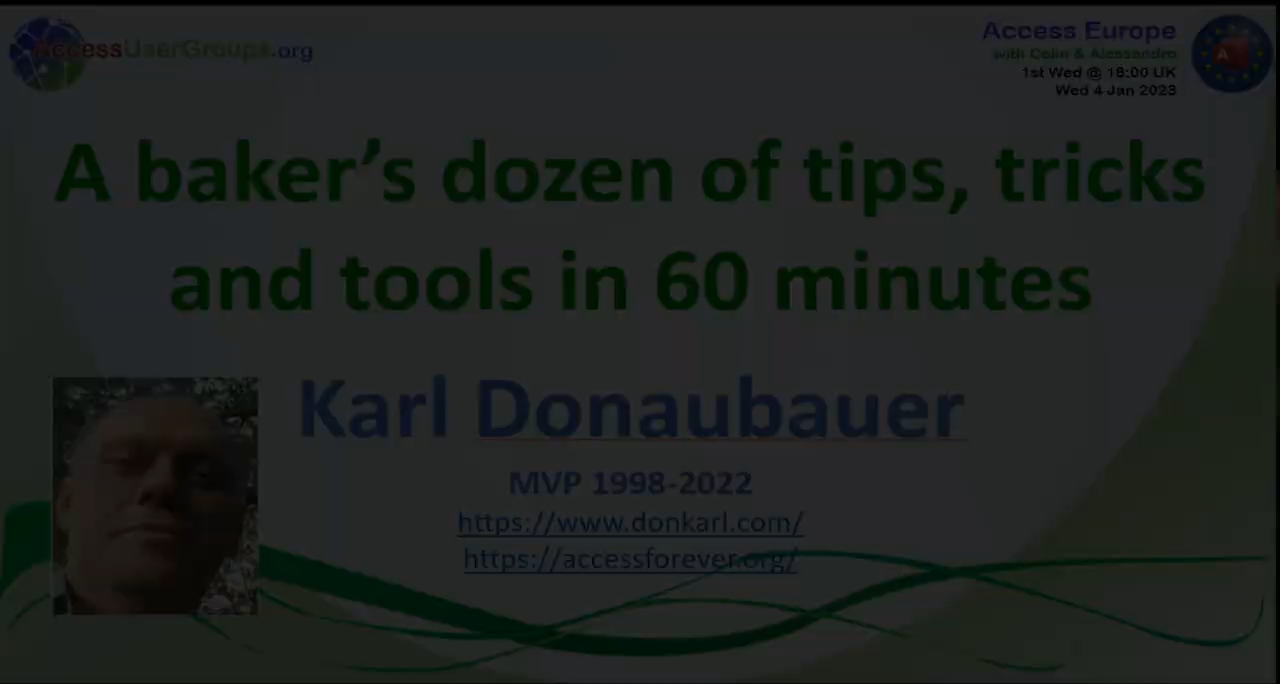 AccessUserGroups.org
Access Europe
with Colin & Alessandro
1st Wed @ 18:00 UK
Wed 4 Jan 2023
A
A baker’s dozen of tips, tricks
and tools in 60 minutes
Karl Donaubauer
MVP 1998-2022
https://www.donkarl.com/
https://accessforever.org/